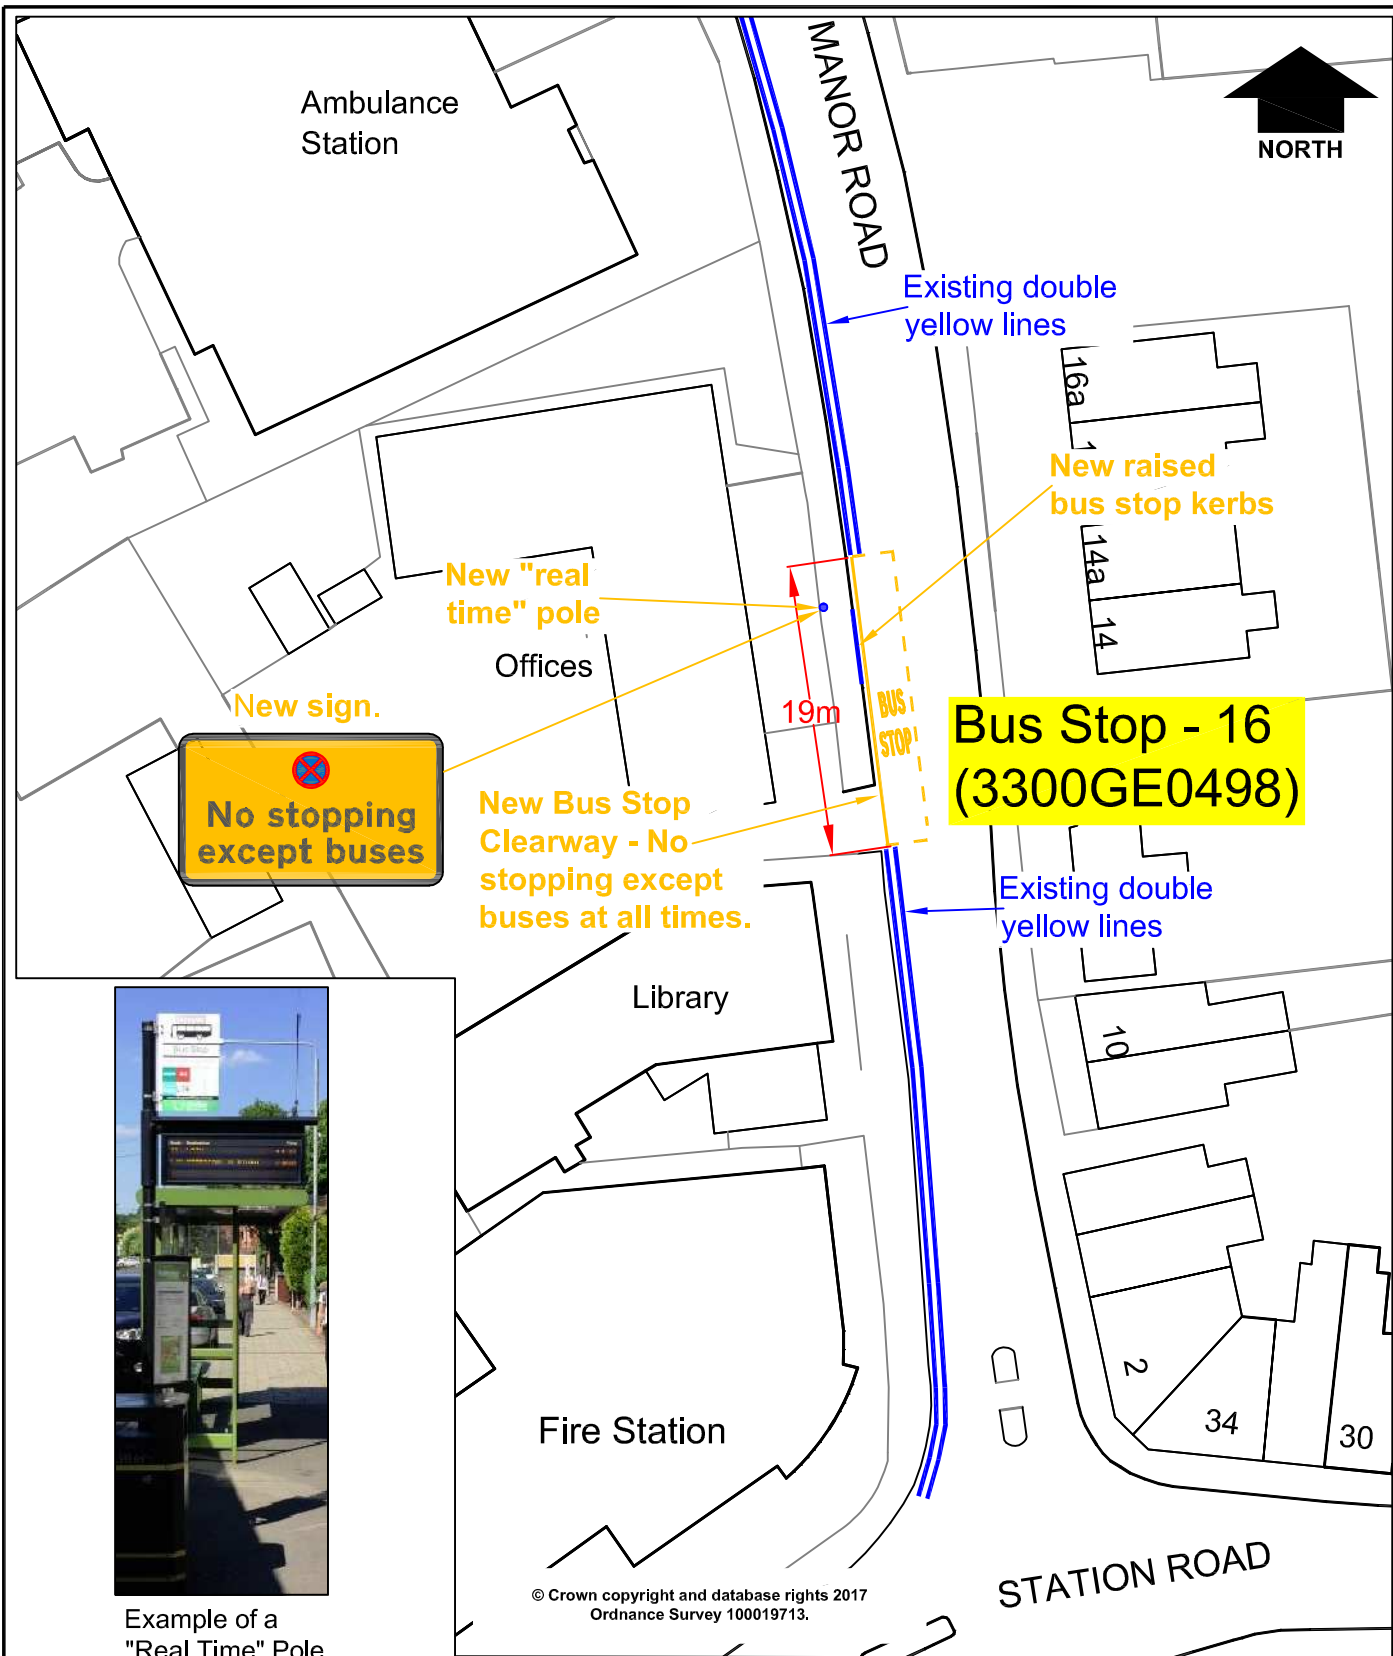 Ambulance
Station
MANOR ROAD
NORTH
Existing double
yellow lines
16a
New raised
bus stop kerbs
14a
14
New "real
time" pole
Offices
New sign.
No stopping
except buses
19m
BUS
STOP
Bus Stop - 16
(3300GE0498)
New Bus Stop
Clearway - No
stopping except
buses at all times.
Existing double
yellow lines
Library
10
Bus Stop
2
34
30
Fire Station
STATION ROAD
© Crown copyright and database rights 2017
Ordnance Survey 100019713.
Example of a
"Real Time" Pole